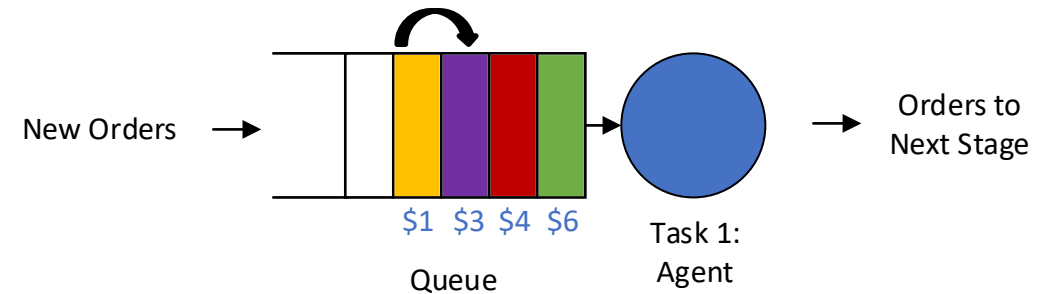 New Orders
Orders to
Next Stage
$1 $3 $4 $6
Task 1:
Agent
Queue